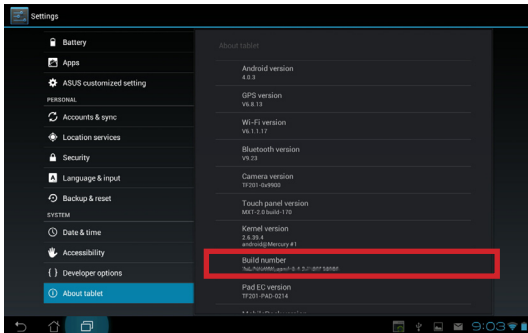 Settings
Battery
Apps
ASUS customized setting
PERSONAL
Accounts & sync
Location services
Security
Language & input
Backup & reset
SYSTEM
Date & time
Accessibility
{ } Developer options
About tablet
About tablet
Android version
4.0.3
GPS version
V6.8.13
Wi-Fi version
V6.1.1.17
Bluetooth version
V9.23
Camera version
TF201-0x9900
Touch panel version
MXT-2.0 build-170
Kernel version
2.6.39.4
android@Mercury #1
Build number
Pad EC version
TF201-PAD-0214
9:03